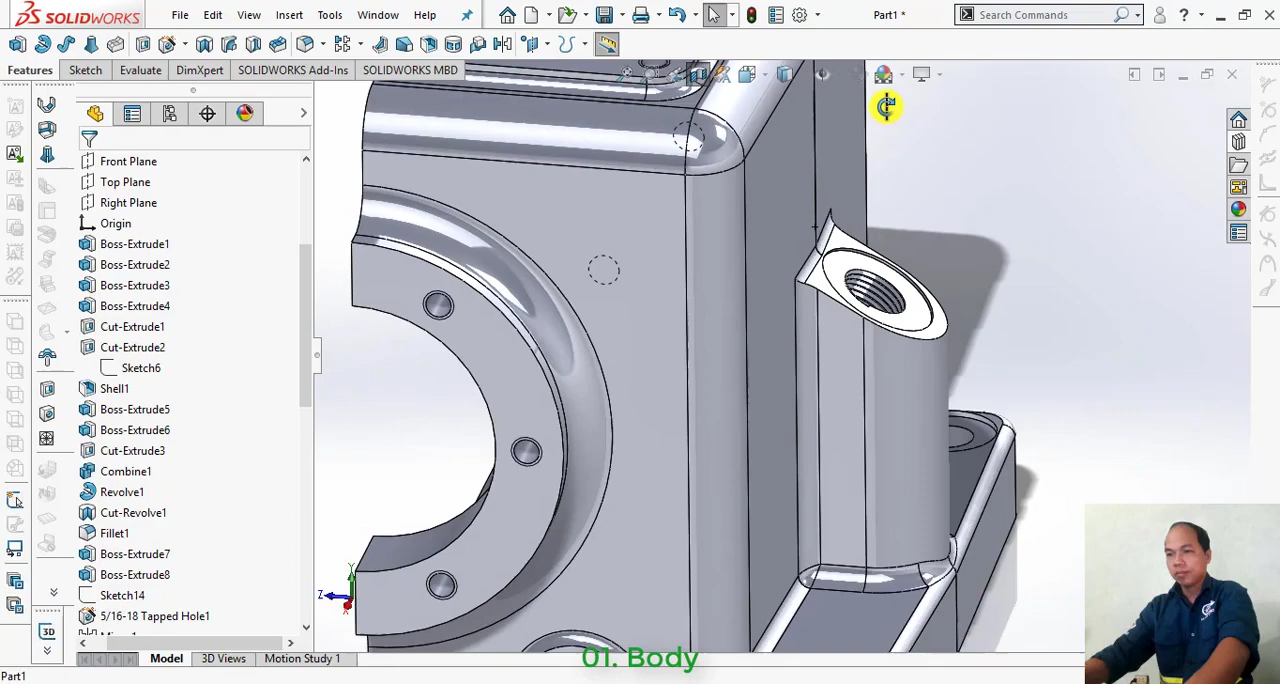 SOLIDWORKS
File
Edit
View
Insert
Tools
Window
Help
Part1 *
Search Commands
Features
Sketch
Evaluate
DimXpert
SOLIDWORKS Add-Ins
SOLIDWORKS MBD
Front Plane
Top Plane
Right Plane
Origin
Boss-Extrude1
Boss-Extrude2
Boss-Extrude3
Boss-Extrude4
Cut-Extrude1
Cut-Extrude2
Sketch6
Shell1
Boss-Extrude5
Boss-Extrude6
Cut-Extrude3
Combine1
Revolve1
Cut-Revolve1
Fillet1
Boss-Extrude7
Boss-Extrude8
Sketch14
5/16-18 Tapped Hole1
Y
Z
X
3D
Model
3D Views
Motion Study 1
01. Body
Part1